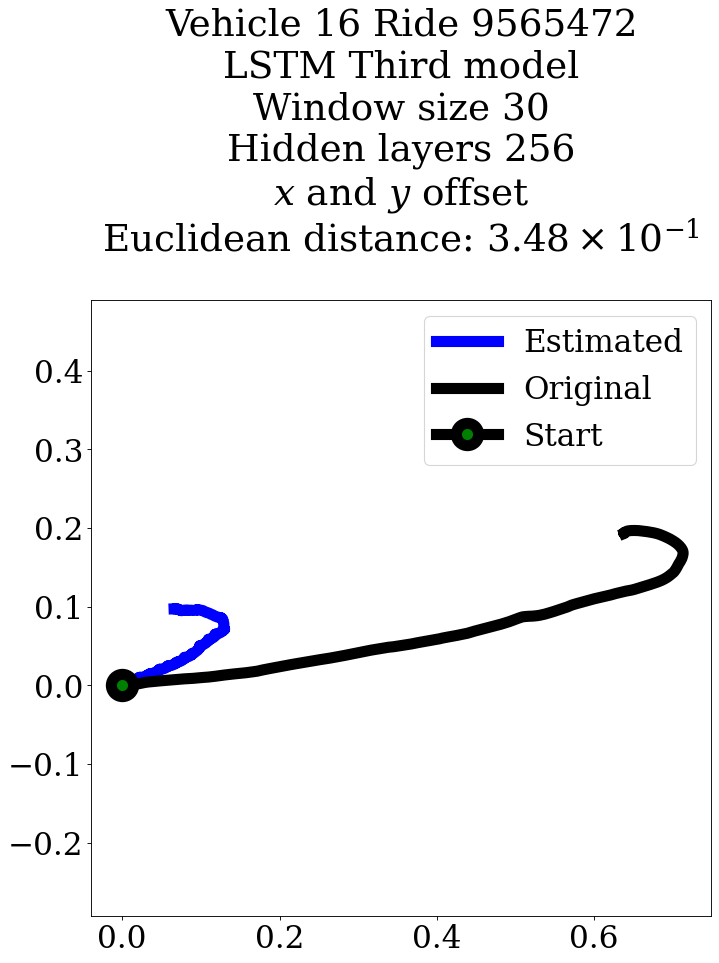 Vehicle 16 Ride 9565472
LSTM Third model
Window size 30
Hidden layers 256
x and y offset
Euclidean distance: 3.48 × 10⁻¹
Estimated
Original
Start
0.4
0.3
0.2
0.1
0.0
−0.1
−0.2
0.0 0.2 0.4 0.6